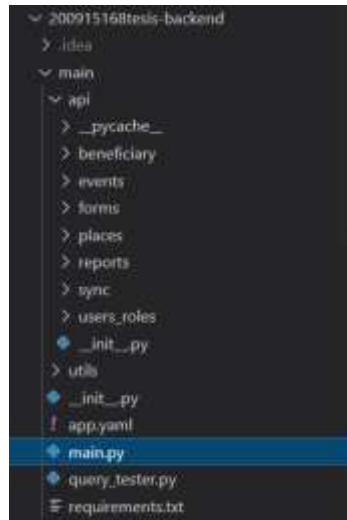 200915168tesis-backend
.idea
main
api
__pycache__
beneficiary
events
forms
places
reports
sync
users_roles
__init__.py
utils
__init__.py
! app.yaml
main.py
query_tester.py
requirements.txt